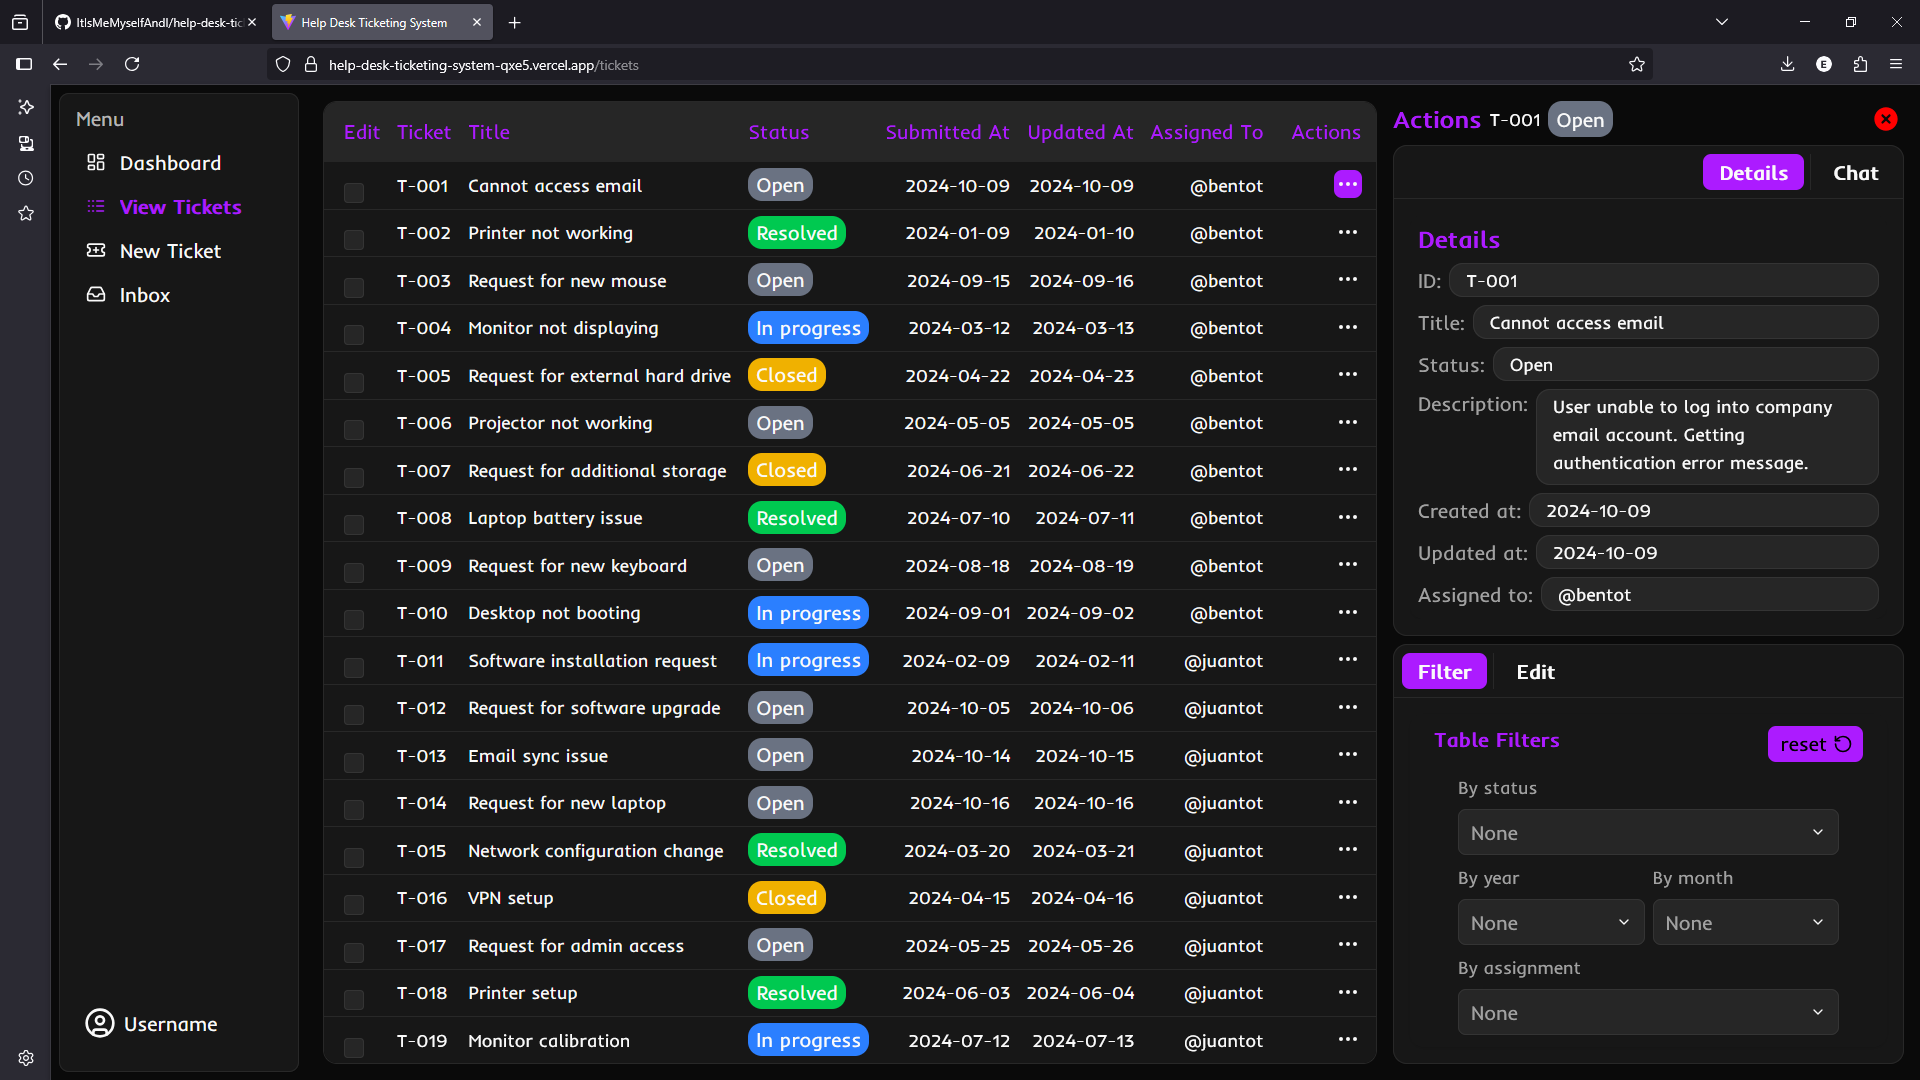 ItIsMeMyselfAndI/help-desk-tic
Help Desk Ticketing System
help-desk-ticketing-system-qxe5.vercel.app/tickets
E
Menu
Dashboard
View Tickets
New Ticket
Inbox
Username
Edit Ticket Title Status Submitted At Updated At Assigned To Actions
T-001 Cannot access email Open 2024-10-09 2024-10-09 @bentot
T-002 Printer not working Resolved 2024-01-09 2024-01-10 @bentot
T-003 Request for new mouse Open 2024-09-15 2024-09-16 @bentot
T-004 Monitor not displaying In progress 2024-03-12 2024-03-13 @bentot
T-005 Request for external hard drive Closed 2024-04-22 2024-04-23 @bentot
T-006 Projector not working Open 2024-05-05 2024-05-05 @bentot
T-007 Request for additional storage Closed 2024-06-21 2024-06-22 @bentot
T-008 Laptop battery issue Resolved 2024-07-10 2024-07-11 @bentot
T-009 Request for new keyboard Open 2024-08-18 2024-08-19 @bentot
T-010 Desktop not booting In progress 2024-09-01 2024-09-02 @bentot
T-011 Software installation request In progress 2024-02-09 2024-02-11 @juantot
T-012 Request for software upgrade Open 2024-10-05 2024-10-06 @juantot
T-013 Email sync issue Open 2024-10-14 2024-10-15 @juantot
T-014 Request for new laptop Open 2024-10-16 2024-10-16 @juantot
T-015 Network configuration change Resolved 2024-03-20 2024-03-21 @juantot
T-016 VPN setup Closed 2024-04-15 2024-04-16 @juantot
T-017 Request for admin access Open 2024-05-25 2024-05-26 @juantot
T-018 Printer setup Resolved 2024-06-03 2024-06-04 @juantot
T-019 Monitor calibration In progress 2024-07-12 2024-07-13 @juantot
Actions T-001 Open
Details Chat
Details
ID: T-001
Title: Cannot access email
Status: Open
Description: User unable to log into company
email account. Getting
authentication error message.
Created at: 2024-10-09
Updated at: 2024-10-09
Assigned to: @bentot
Filter Edit
Table Filters reset
By status
None
By year By month
None None
By assignment
None